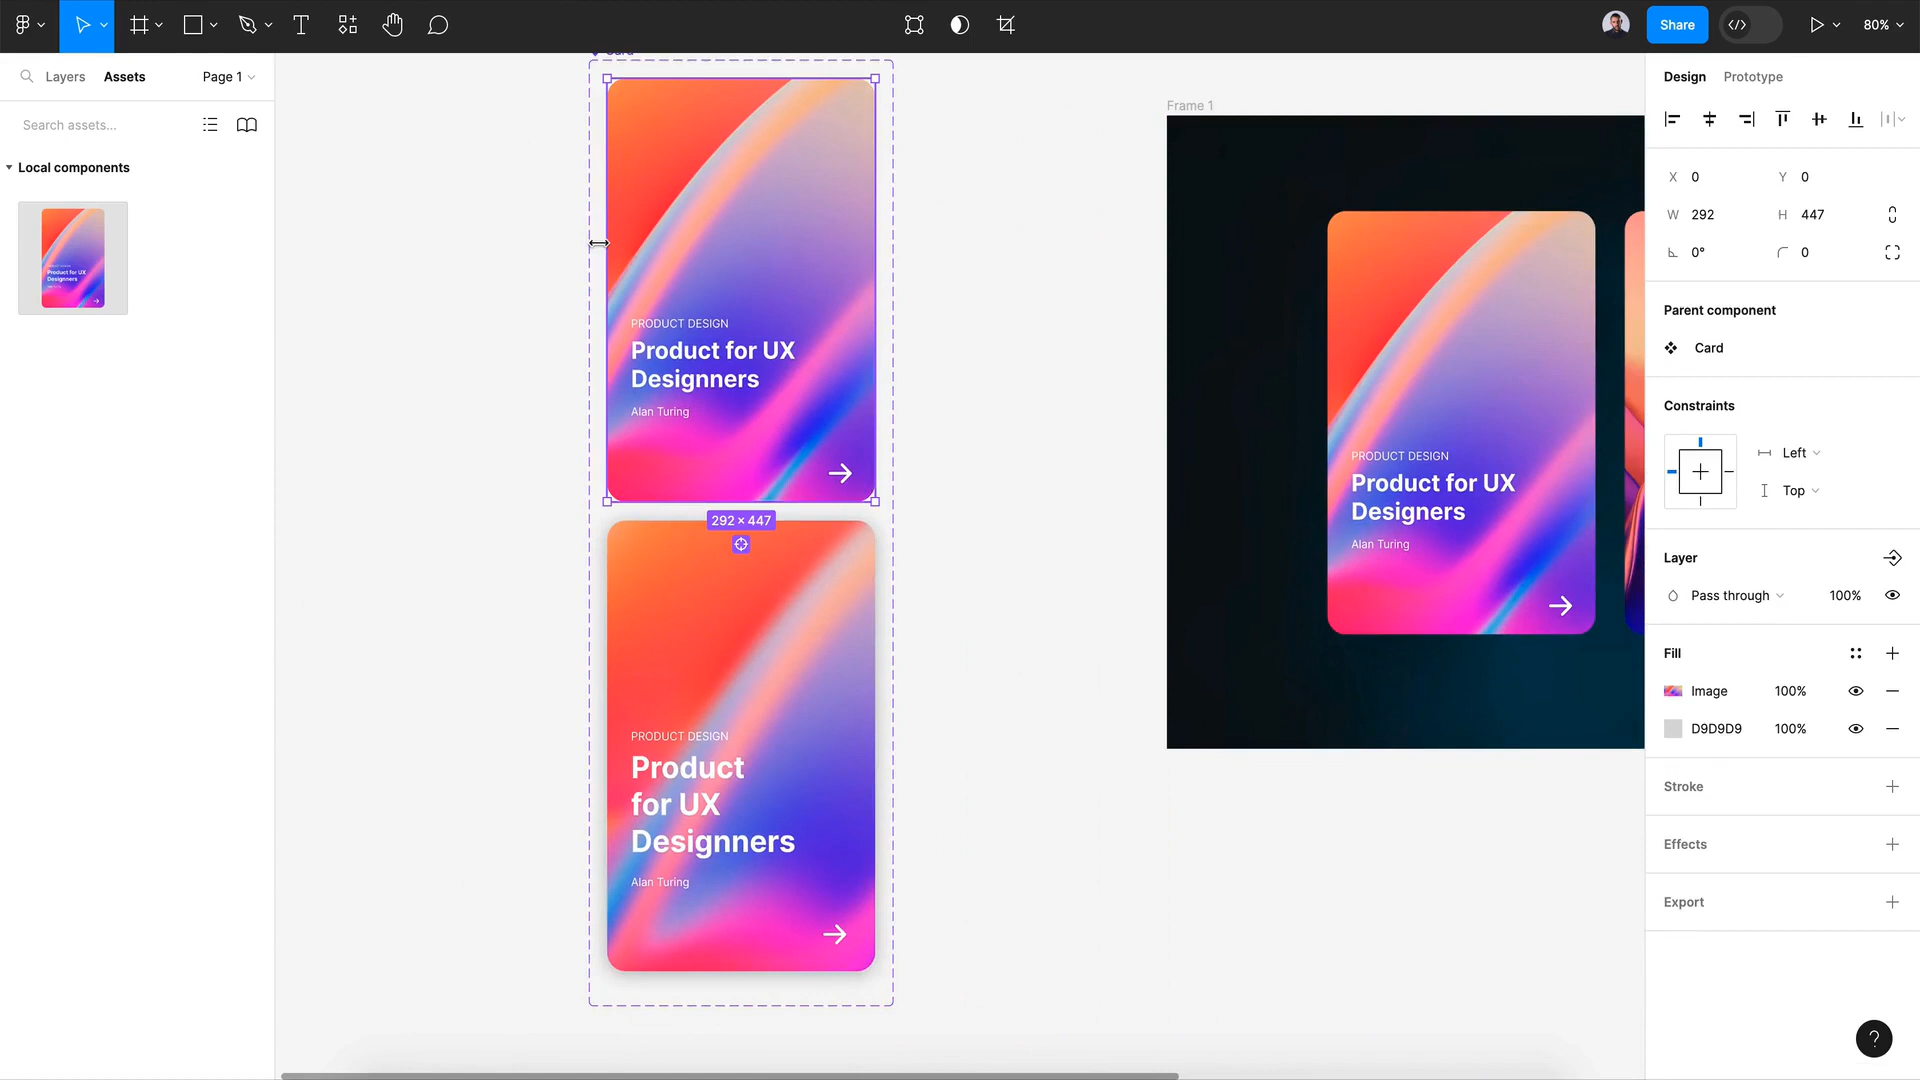 Share
80%
Layers
Assets
Page 1
Search assets...
Local components
PRODUCT DESIGN
Product for UX
Designners
Alan Turing
292 × 447
PRODUCT DESIGN
Product
for UX
Designners
Alan Turing
Frame 1
PRODUCT DESIGN
Product for UX
Designers
Alan Turing
Design
Prototype
X 0
Y 0
W 292
H 447
0°
0
Parent component
Card
Constraints
Left
Top
Layer
Pass through
100%
Fill
Image
100%
D9D9D9
100%
Stroke
Effects
Export
?